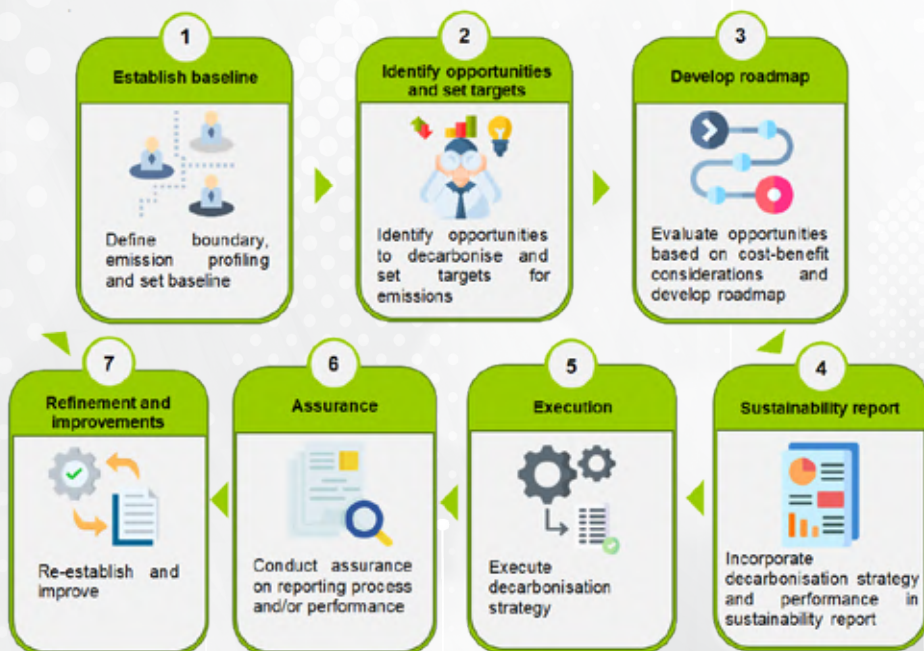 1
Establish baseline
Define boundary,
emission profiling
and set baseline
2
Identify opportunities
and set targets
Identify opportunities
to decarbonise and
set targets for
emissions
3
Develop roadmap
Evaluate opportunities
based on cost-benefit
considerations and
develop roadmap
4
Sustainability report
Incorporate
decarbonisation strategy
and performance in
sustainability report
5
Execution
Execute
decarbonisation
strategy
6
Assurance
Conduct assurance
on reporting process
and/or performance
7
Refinement and
improvements
Re-establish and
improve